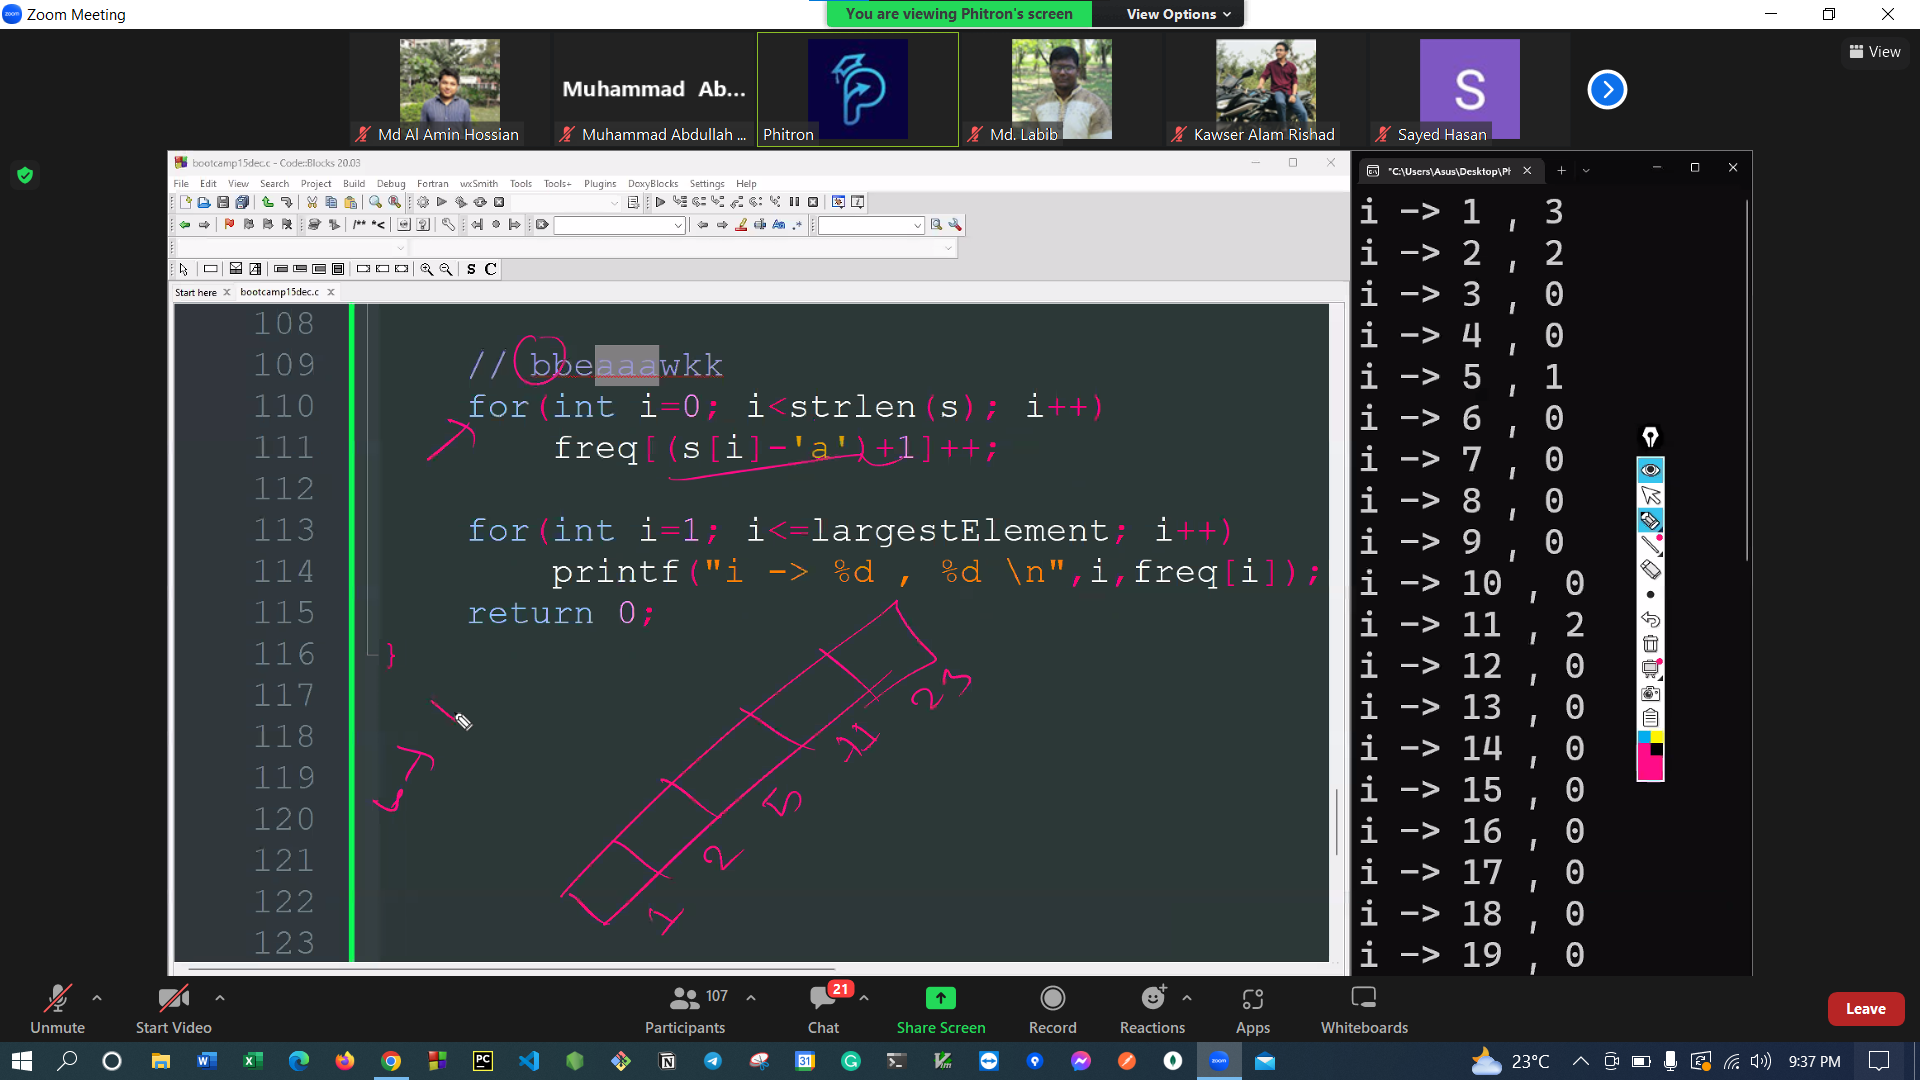 Zoom Meeting
You are viewing Phitron's screen
View Options
View
Muhammad Ab...
S
Md Al Amin Hossian
Muhammad Abdullah ...
Phitron
Md. Labib
Kawser Alam Rishad
Sayed Hasan
bootcamp15dec.c - Code::Blocks 20.03
File Edit View Search Project Build Debug Fortran wxSmith Tools Tools+ Plugins DoxyBlocks Settings Help
Start here
bootcamp15dec.c
108
109 // bbeaaawkk
110 for(int i=0; i<strlen(s); i++)
111 freq[(s[i]-'a')+1]++;
112
113 for(int i=1; i<=largestElement; i++)
114 printf("i -> %d , %d \n",i,freq[i]);
115 return 0;
116 }
117
118
119
120
121
122
123
1
2
5
11
23
"C:\Users\Asus\Desktop\Ph
i -> 1 , 3
i -> 2 , 2
i -> 3 , 0
i -> 4 , 0
i -> 5 , 1
i -> 6 , 0
i -> 7 , 0
i -> 8 , 0
i -> 9 , 0
i -> 10 , 0
i -> 11 , 2
i -> 12 , 0
i -> 13 , 0
i -> 14 , 0
i -> 15 , 0
i -> 16 , 0
i -> 17 , 0
i -> 18 , 0
i -> 19 , 0
Unmute
Start Video
107
Participants
21
Chat
Share Screen
Record
Reactions
Apps
Whiteboards
Leave
23°C
9:37 PM